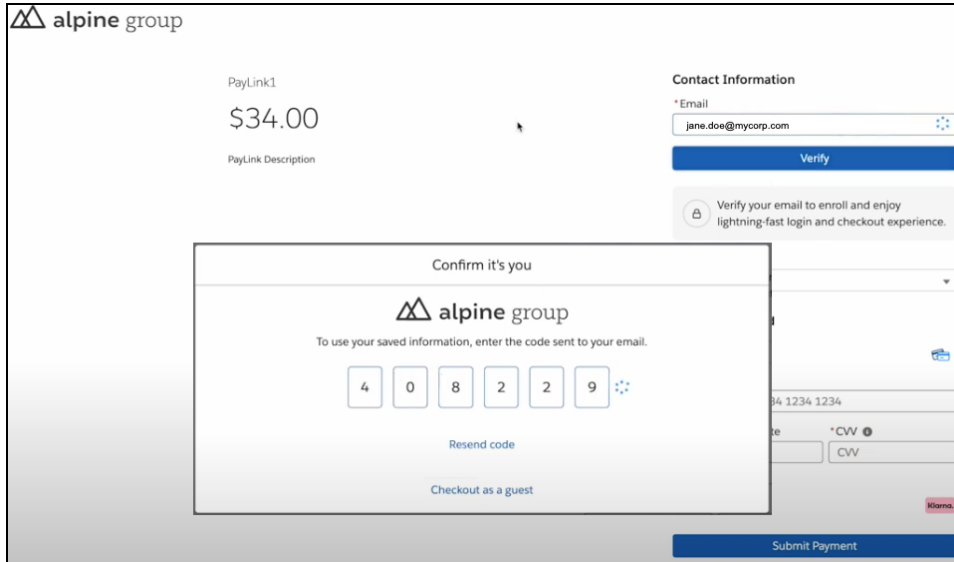 alpine group
PayLink1
$34.00
PayLink Description
Contact Information
*Email
jane.doe@mycorp.com
Verify
Verify your email to enroll and enjoy
lightning-fast login and checkout experience.
Confirm it's you
alpine group
To use your saved information, enter the code sent to your email.
4 0 8 2 2 9
Resend code
Checkout as a guest
1234 1234
*CVV
CVV
Klarna.
Submit Payment